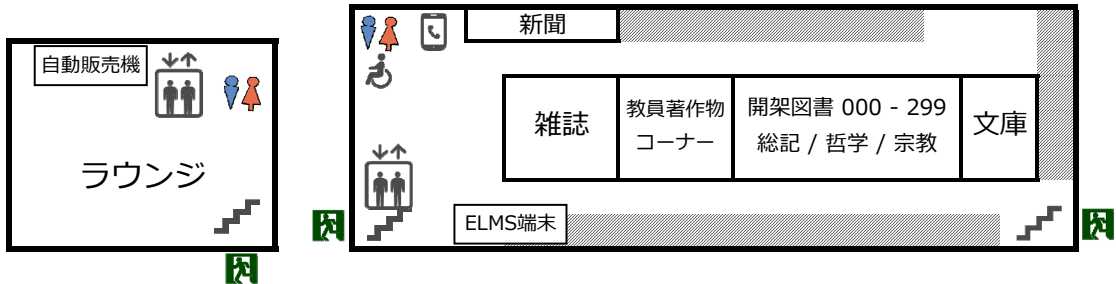 自動販売機
ラウンジ
新聞
雑誌
教員著作物
コーナー
開架図書 000 - 299
総記 / 哲学 / 宗教
文庫
ELMS端末